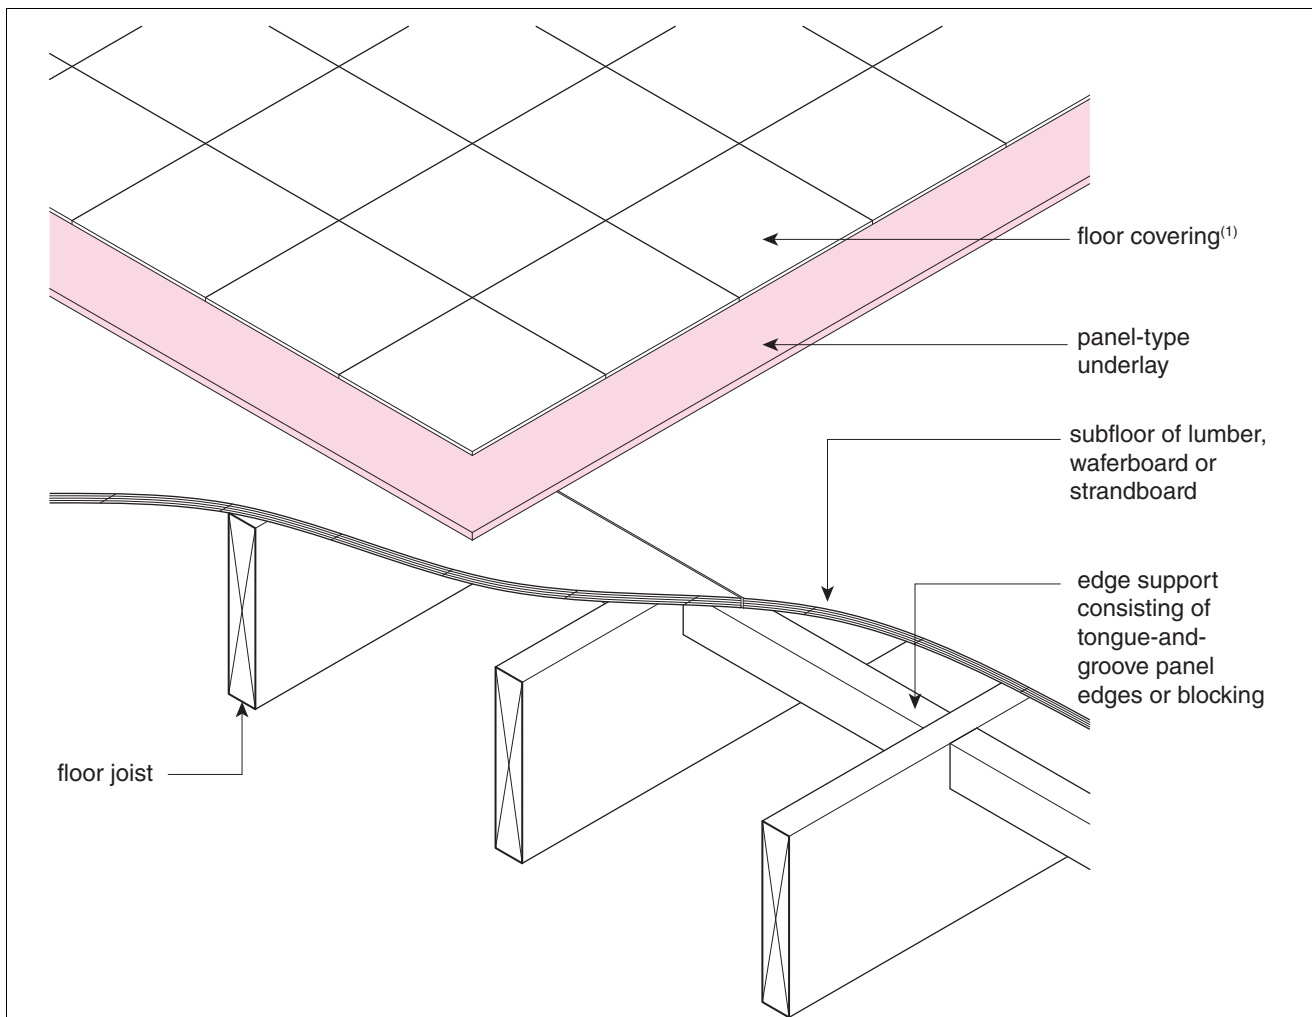 floor covering(1)
panel-type
underlay
subfloor of lumber,
waferboard or
strandboard
edge support
consisting of
tongue-and-
groove panel
edges or blocking
floor joist